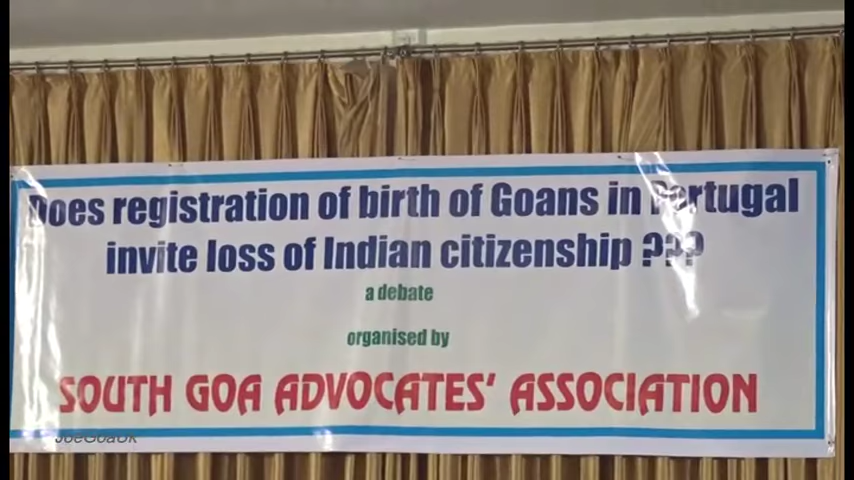 Does registration of birth of Goans in Portugal
invite loss of Indian citizenship ???
a debate
organised by
SOUTH GOA ADVOCATES' ASSOCIATION
JoeGoaUk